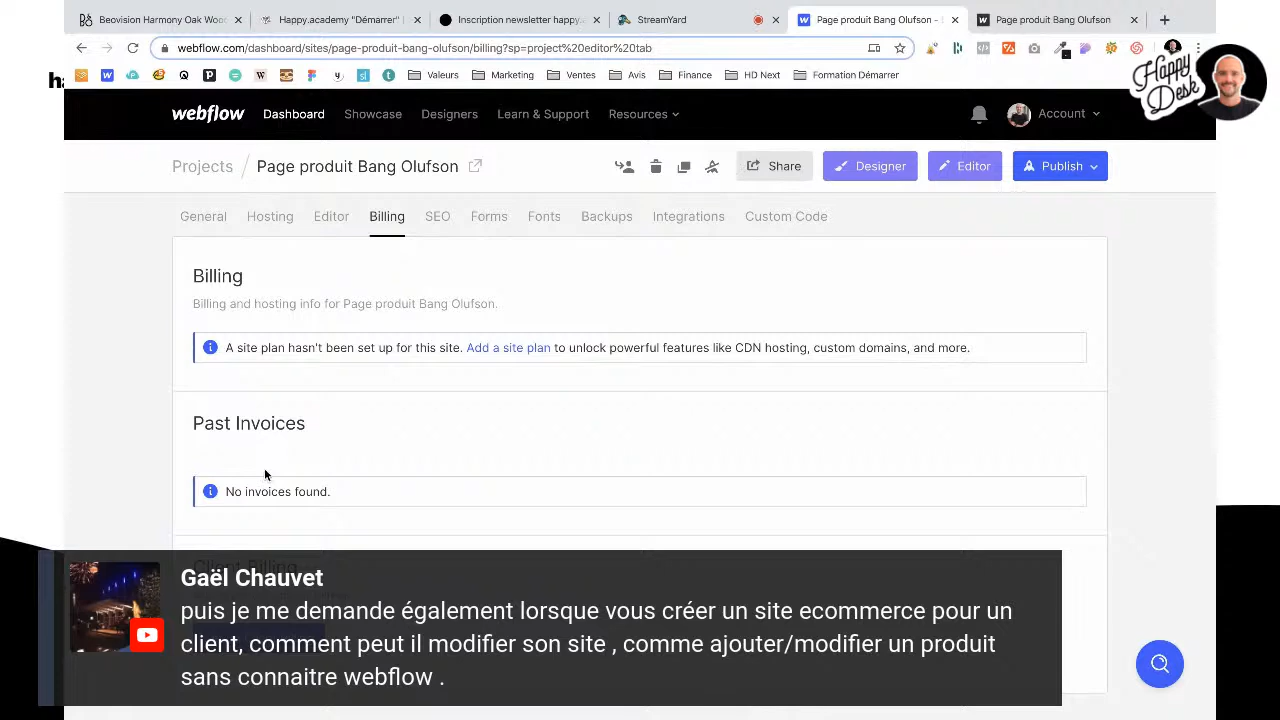 Beovision Harmony Oak Woo
Happy.academy "Démarrer"
Inscription newsletter happy.
StreamYard
Page produit Bang Olufson -
Page produit Bang Olufson
webflow.com/dashboard/sites/page-produit-bang-olufson/billing?sp=project%20editor%20tab
Valeurs
Marketing
Ventes
Avis
Finance
HD Next
Formation Démarrer
Happy
Desk
webflow
Dashboard
Showcase
Designers
Learn & Support
Resources
Account
Projects / Page produit Bang Olufson
Share
Designer
Editor
Publish
General
Hosting
Editor
Billing
SEO
Forms
Fonts
Backups
Integrations
Custom Code
Billing
Billing and hosting info for Page produit Bang Olufson.
A site plan hasn't been set up for this site. Add a site plan to unlock powerful features like CDN hosting, custom domains, and more.
Past Invoices
No invoices found.
Client Billing
Gaël Chauvet
puis je me demande également lorsque vous créer un site ecommerce pour un
client, comment peut il modifier son site , comme ajouter/modifier un produit
sans connaitre webflow .